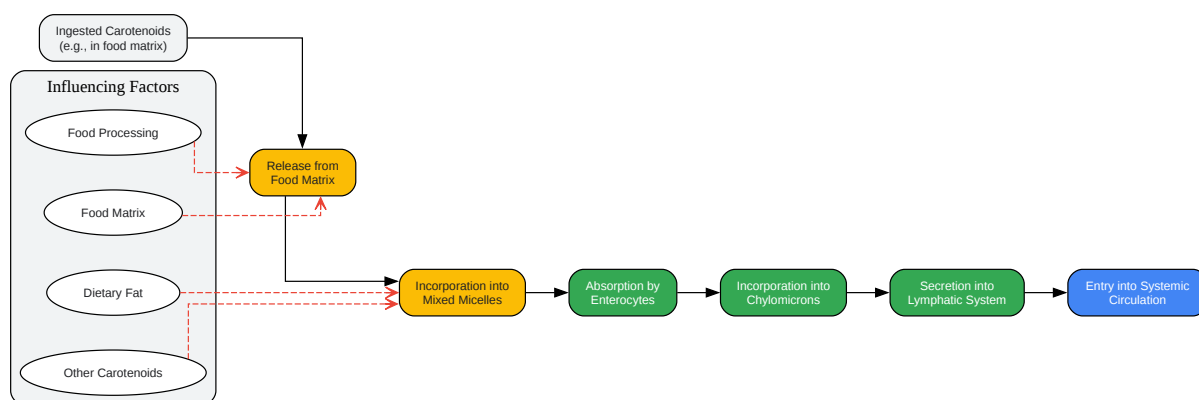 Ingested Carotenoids
(e.g., in food matrix)
Influencing Factors
Food Processing
Release from
Food Matrix
Food Matrix
Dietary Fat
Incorporation into
Mixed Micelles
Absorption by
Enterocytes
Incorporation into
Chylomicrons
Secretion into
Lymphatic System
Entry into Systemic
Circulation
Other Carotenoids